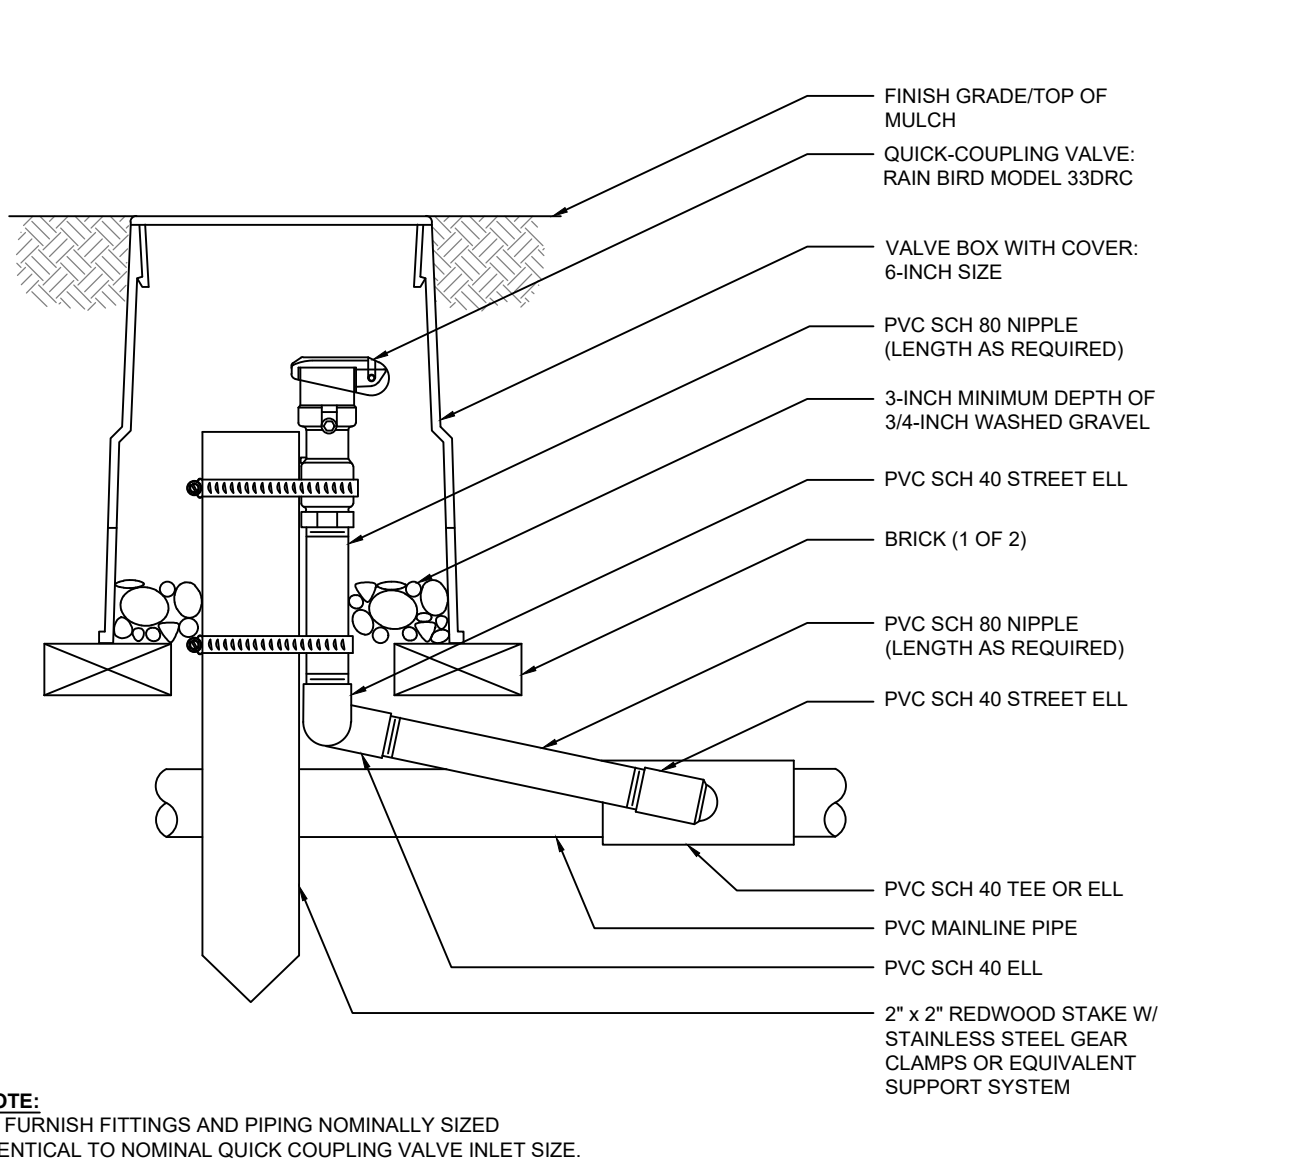 FINISH GRADE/TOP OF
MULCH
QUICK-COUPLING VALVE:
RAIN BIRD MODEL 33DRC
VALVE BOX WITH COVER:
6-INCH SIZE
PVC SCH 80 NIPPLE
(LENGTH AS REQUIRED)
3-INCH MINIMUM DEPTH OF
3/4-INCH WASHED GRAVEL
PVC SCH 40 STREET ELL
BRICK (1 OF 2)
PVC SCH 80 NIPPLE
(LENGTH AS REQUIRED)
PVC SCH 40 STREET ELL
PVC SCH 40 TEE OR ELL
PVC MAINLINE PIPE
PVC SCH 40 ELL
2" x 2" REDWOOD STAKE W/
STAINLESS STEEL GEAR
CLAMPS OR EQUIVALENT
SUPPORT SYSTEM
OTE:
FURNISH FITTINGS AND PIPING NOMINALLY SIZED
ENTICAL TO NOMINAL QUICK COUPLING VALVE INLET SIZE.